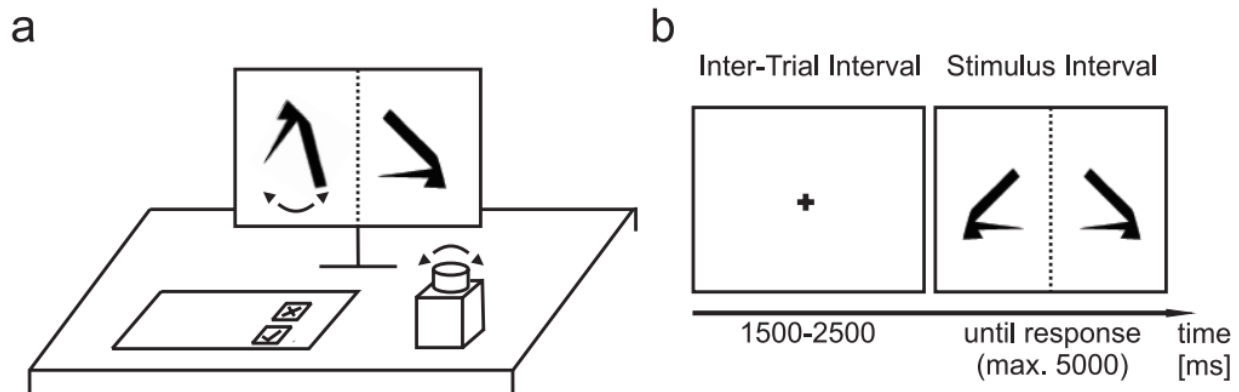 a
b
Inter-Trial Interval
Stimulus Interval
1500-2500
until response
(max. 5000)
time
[ms]